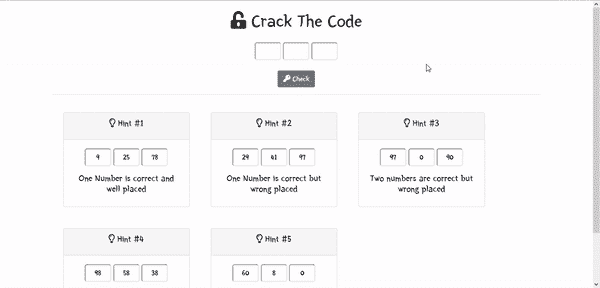 Crack The Code
Check
Hint #1
Hint #2
Hint #3
9 25 78
29 61 97
97 0 90
One Number is correct and
well placed
One Number is correct but
wrong placed
Two numbers are correct but
wrong placed
Hint #4
Hint #5
98 58 38
60 8 0